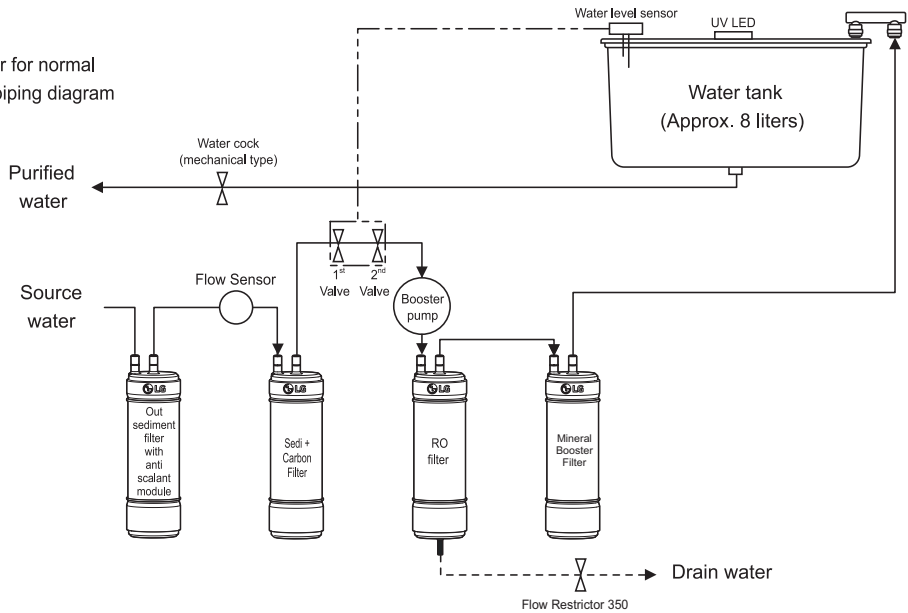 Water level sensor
UV LED
r for normal
piping diagram
Water tank
(Approx. 8 liters)
Water cock
(mechanical type)
Purified
water
1st
Valve
2nd
Valve
Flow Sensor
Source
water
Booster
pump
LG
LG
LG
LG
Out
sediment
filter
with
anti
scalant
module
Sedi +
Carbon
Filter
RO
filter
Mineral
Booster
Filter
Drain water
Flow Restrictor 350